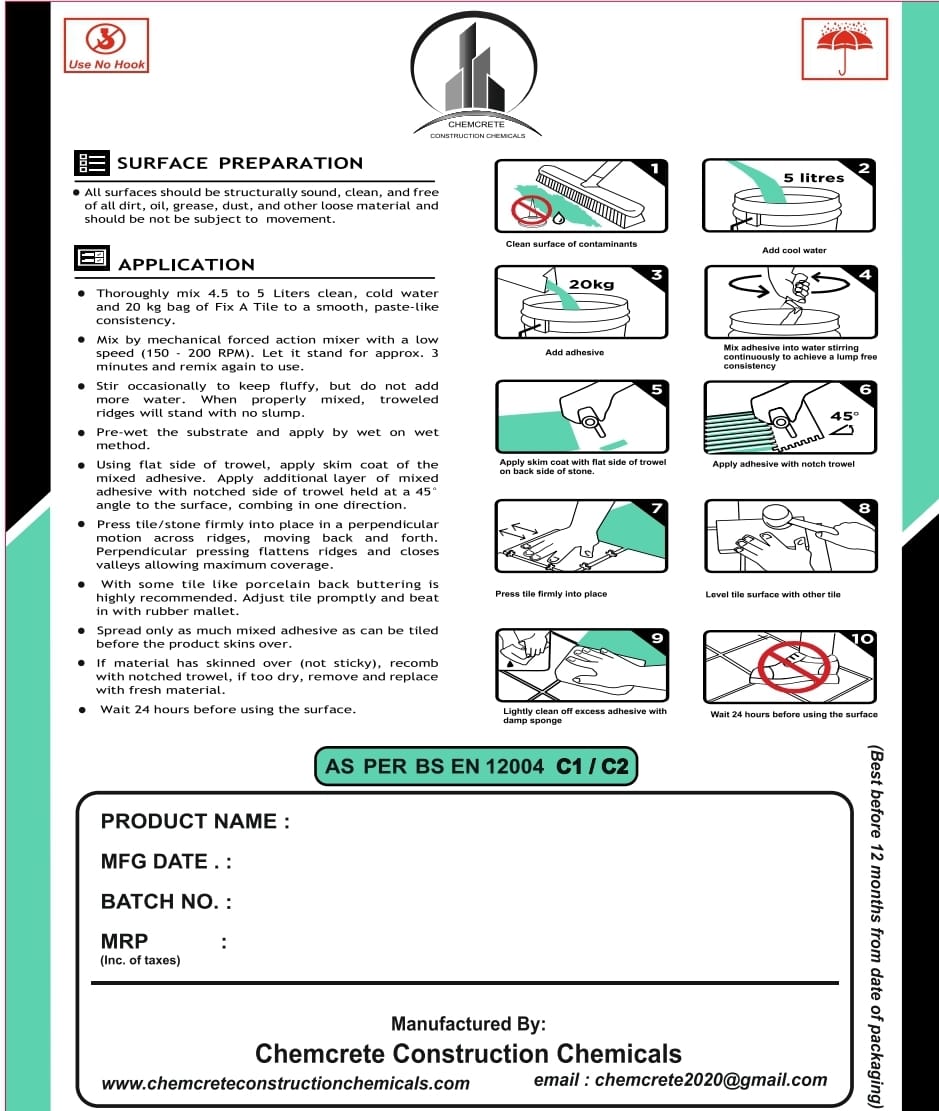 Use No Hook
CHEMCRETE
CONSTRUCTION CHEMICALS
SURFACE PREPARATION
• All surfaces should be structurally sound, clean, and free
of all dirt, oil, grease, dust, and other loose material and
should be not be subject to movement.
APPLICATION
• Thoroughly mix 4.5 to 5 Liters clean, cold water
and 20 kg bag of Fix A Tile to a smooth, paste-like
consistency.
• Mix by mechanical forced action mixer with a low
speed (150 - 200 RPM). Let it stand for approx. 3
minutes and remix again to use.
• Stir occasionally to keep fluffy, but do not add
more water. When properly mixed, troweled
ridges will stand with no slump.
• Pre-wet the substrate and apply by wet on wet
method.
• Using flat side of trowel, apply skim coat of the
mixed adhesive. Apply additional layer of mixed
adhesive with notched side of trowel held at a 45°
angle to the surface, combing in one direction.
• Press tile/stone firmly into place in a perpendicular
motion across ridges, moving back and forth.
Perpendicular pressing flattens ridges and closes
valleys allowing maximum coverage.
• With some tile like porcelain back buttering is
highly recommended. Adjust tile promptly and beat
in with rubber mallet.
• Spread only as much mixed adhesive as can be tiled
before the product skins over.
• If material has skinned over (not sticky), recomb
with notched trowel, if too dry, remove and replace
with fresh material.
• Wait 24 hours before using the surface.
1
Clean surface of contaminants
2
5 litres
Add cool water
3
20kg
Add adhesive
4
Mix adhesive into water stirring
continuously to achieve a lump free
consistency
5
Apply skim coat with flat side of trowel
on back side of stone.
6
45°
Apply adhesive with notch trowel
7
Press tile firmly into place
8
Level tile surface with other tile
9
Lightly clean off excess adhesive with
damp sponge
10
Wait 24 hours before using the surface
AS PER BS EN 12004 C1 / C2
PRODUCT NAME :
MFG DATE . :
BATCH NO. :
MRP :
(Inc. of taxes)
Manufactured By:
Chemcrete Construction Chemicals
www.chemcreteconstructionchemicals.com
email : chemcrete2020@gmail.com
(Best before 12 months from date of packaging)